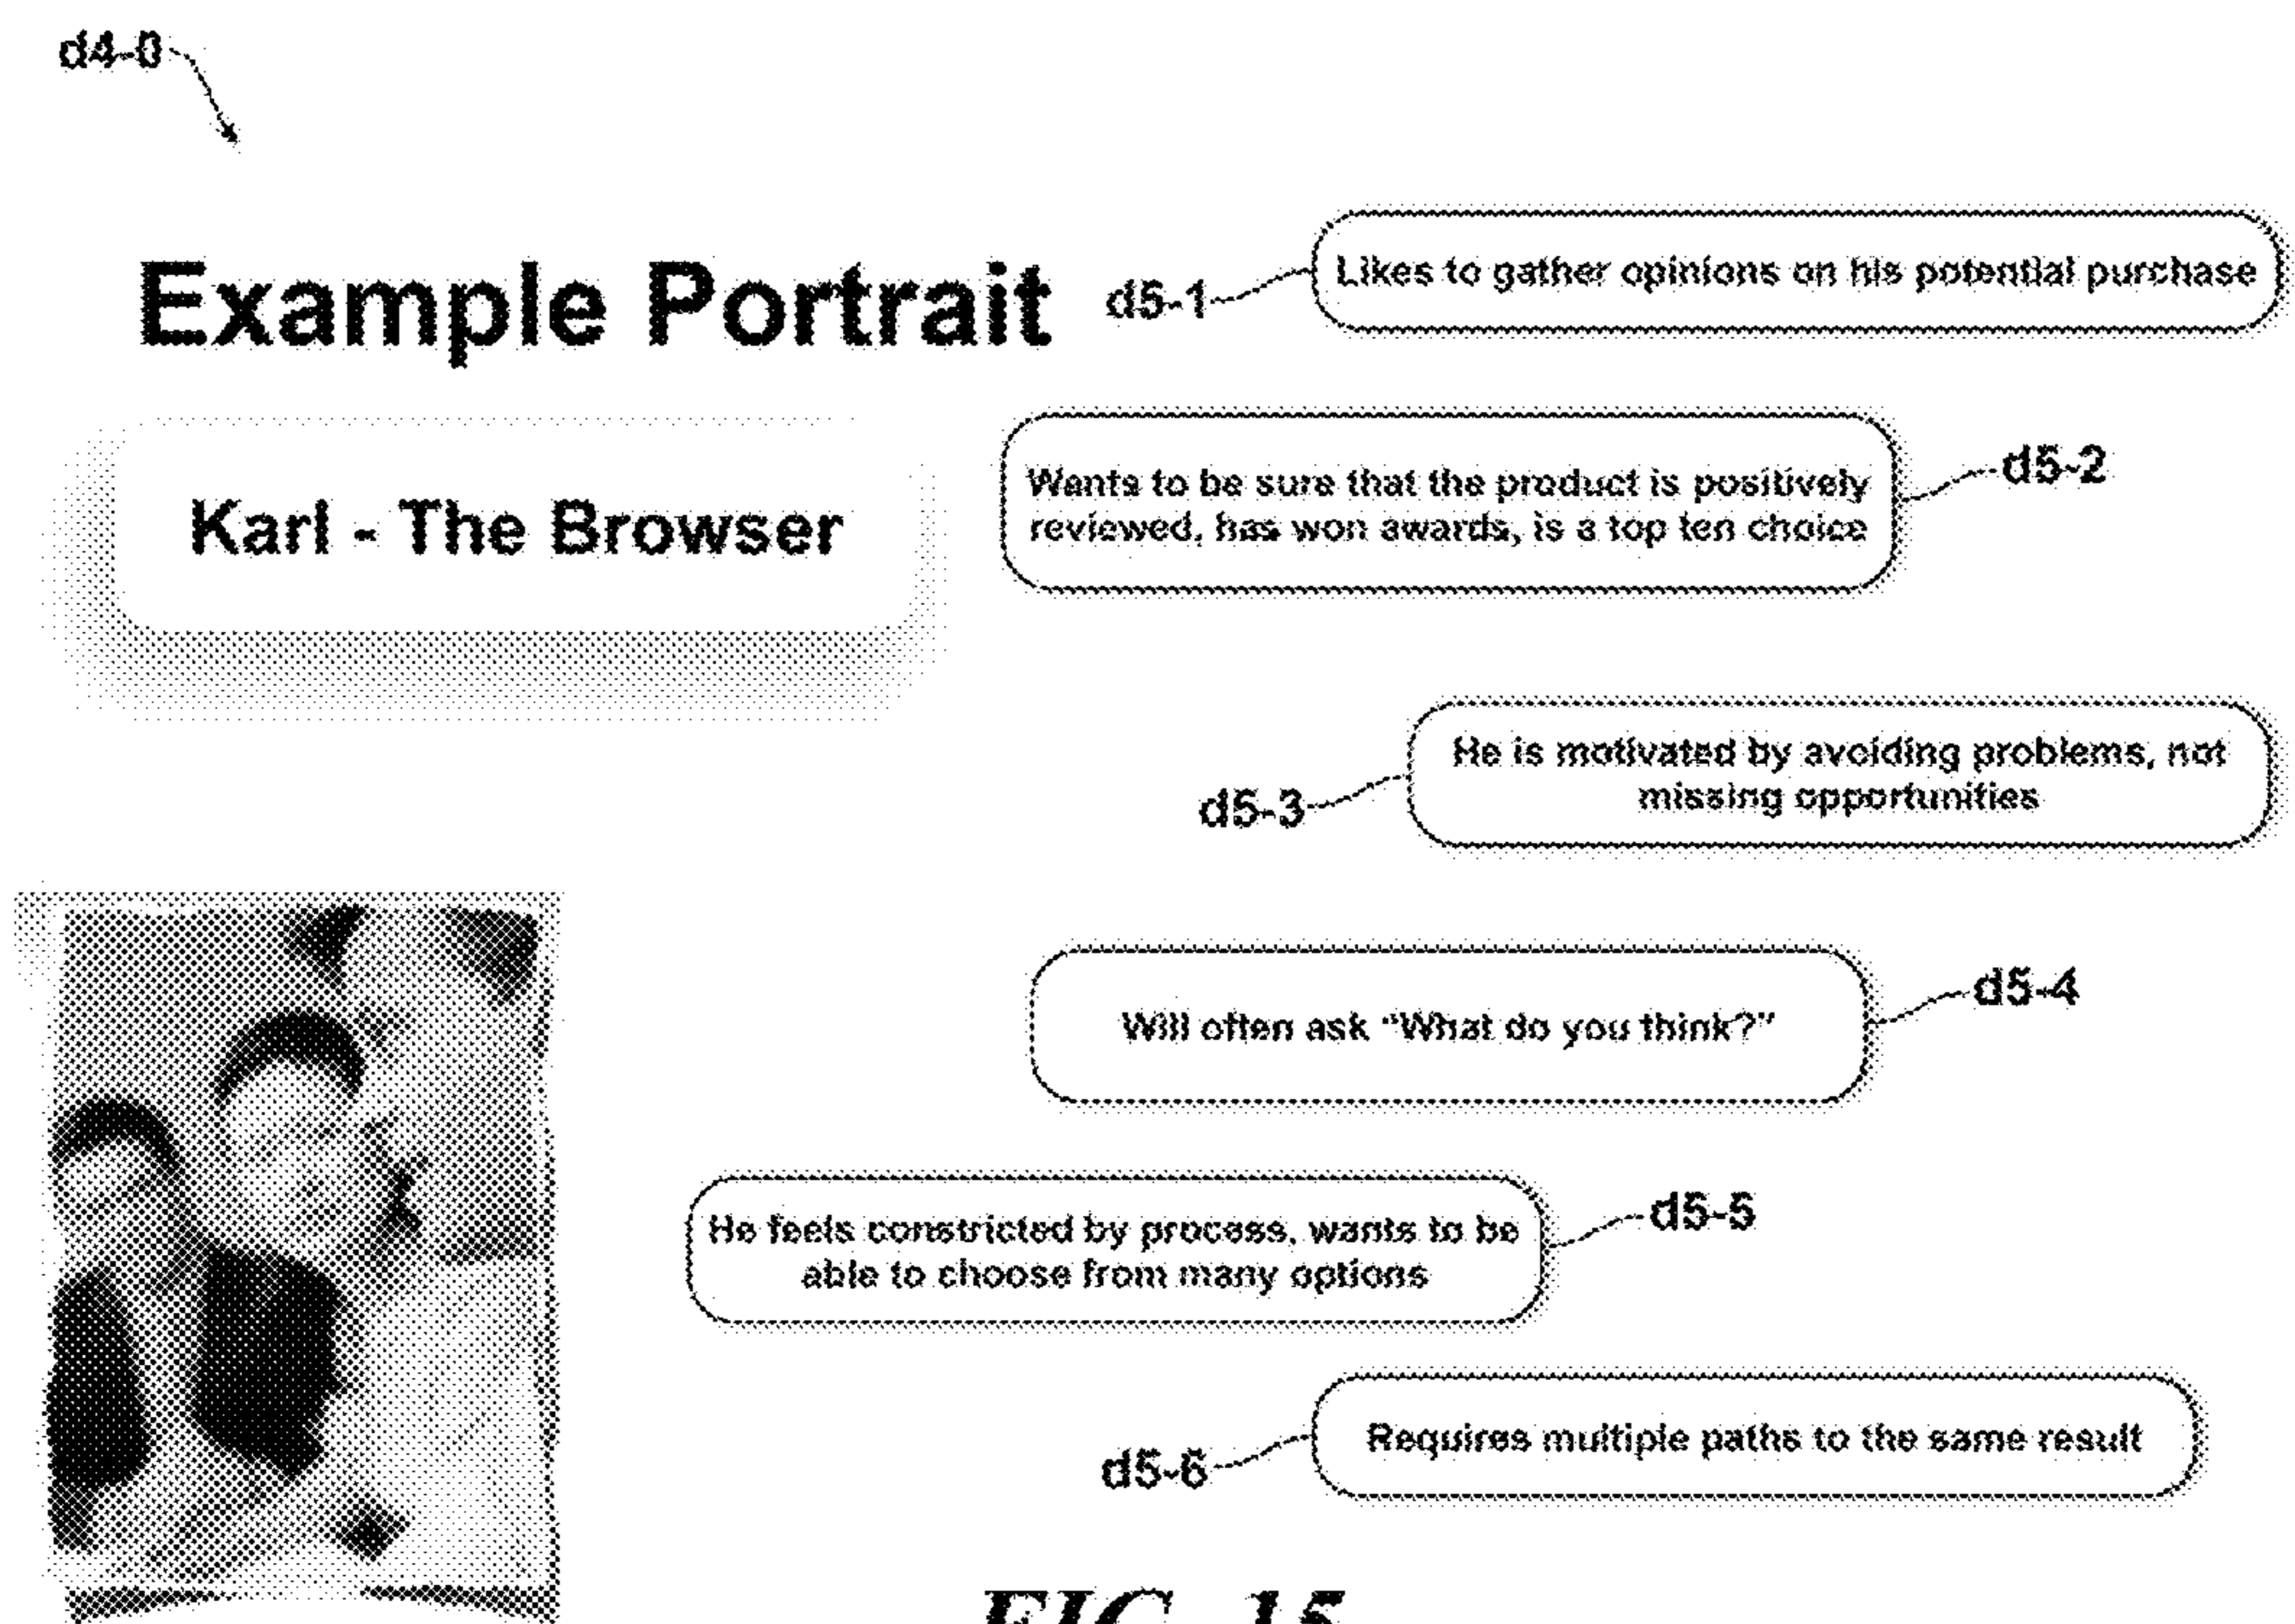 d4-0
Example Portrait
d5-1
Likes to gather opinions on his potential purchase
Karl - The Browser
Wants to be sure that the product is positively
reviewed, has won awards, is a top ten choice
d5-2
He is motivated by avoiding problems, not
missing opportunities
d5-3
Will often ask “What do you think?”
d5-4
He feels constricted by process, wants to be
able to choose from many options
d5-5
Requires multiple paths to the same result
d5-6
FIG. 15